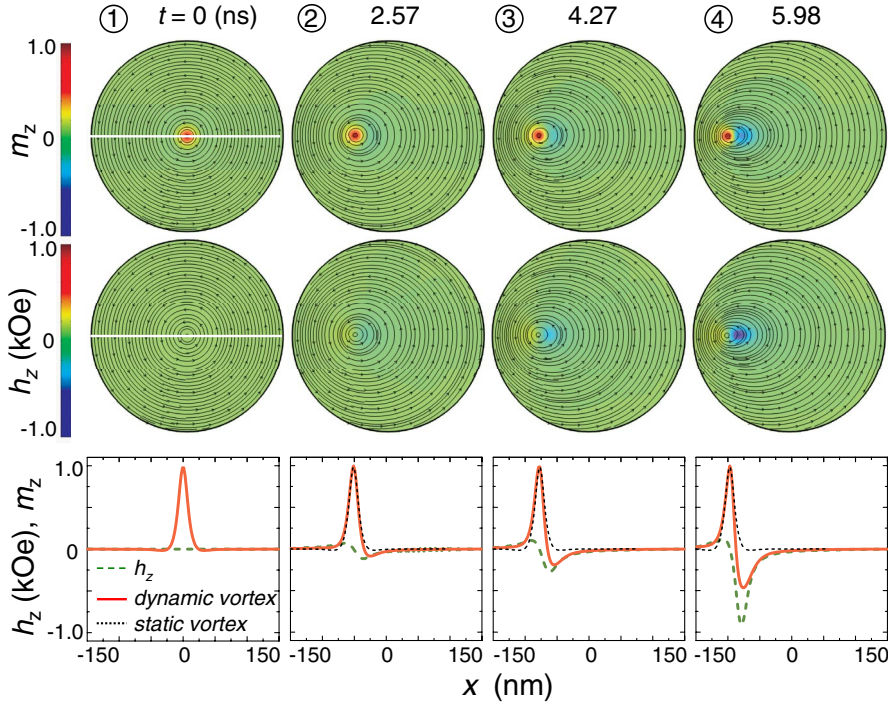 ① t = 0 (ns) ② 2.57 ③ 4.27 ④ 5.98
1.0
m_z
0
-1.0
1.0
h_z (kOe)
0
-1.0
h_z (kOe), m_z
1.0
0
-1.0
h_z
dynamic vortex
static vortex
-150 0 150 -150 0 150 -150 0 150 -150 0 150
x (nm)